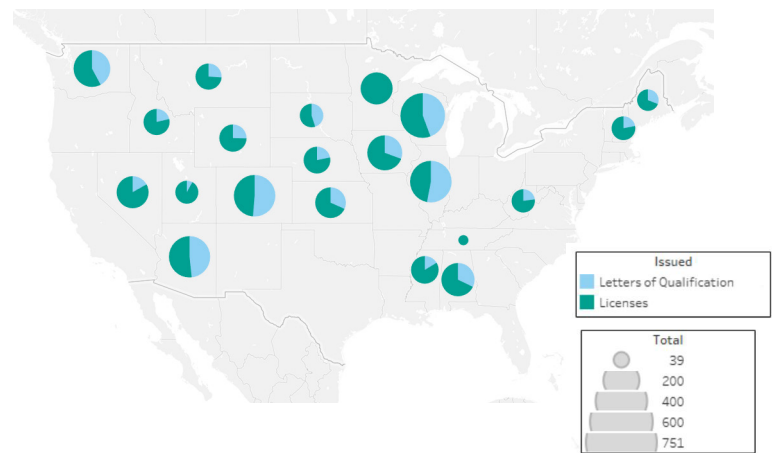 Issued
Letters of Qualification
Licenses
Total
39
200
400
600
751